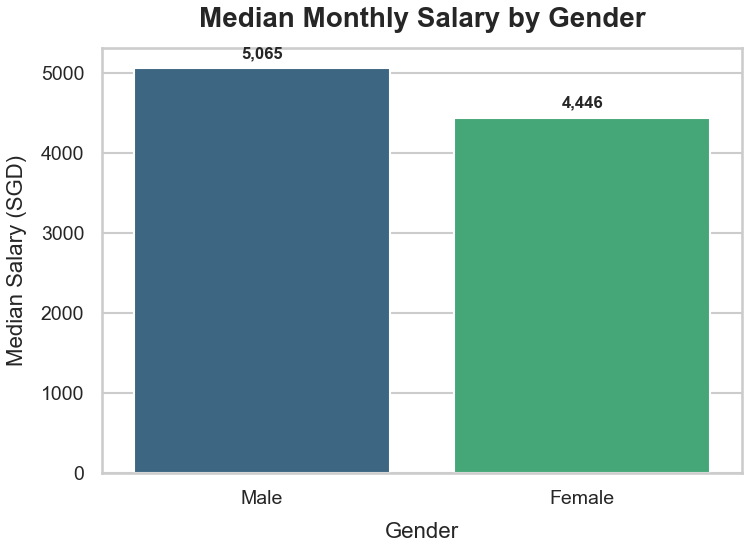 Median Monthly Salary by Gender
5,065
4,446
5000
4000
3000
2000
1000
0
Median Salary (SGD)
Male
Female
Gender